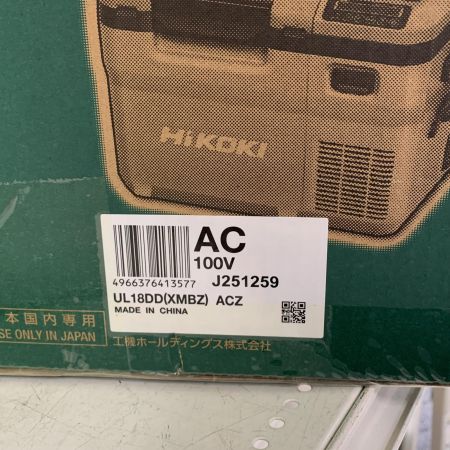 HiKOKI
AC
100V
4966376413577
J251259
UL18DD(XMBZ) ACZ
MADE IN CHINA
本国内専用
SE ONLY IN JAPAN
工機ホールディングス株式会社